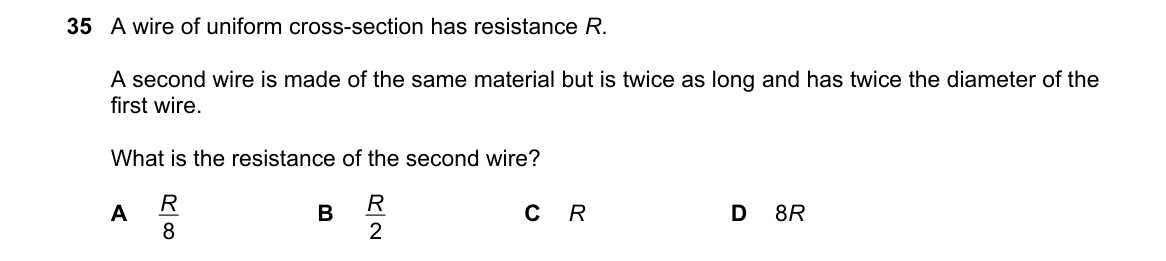 35 A wire of uniform cross-section has resistance R.
A second wire is made of the same material but is twice as long and has twice the diameter of the
first wire.
What is the resistance of the second wire?
A R/8 B R/2 C R D 8R